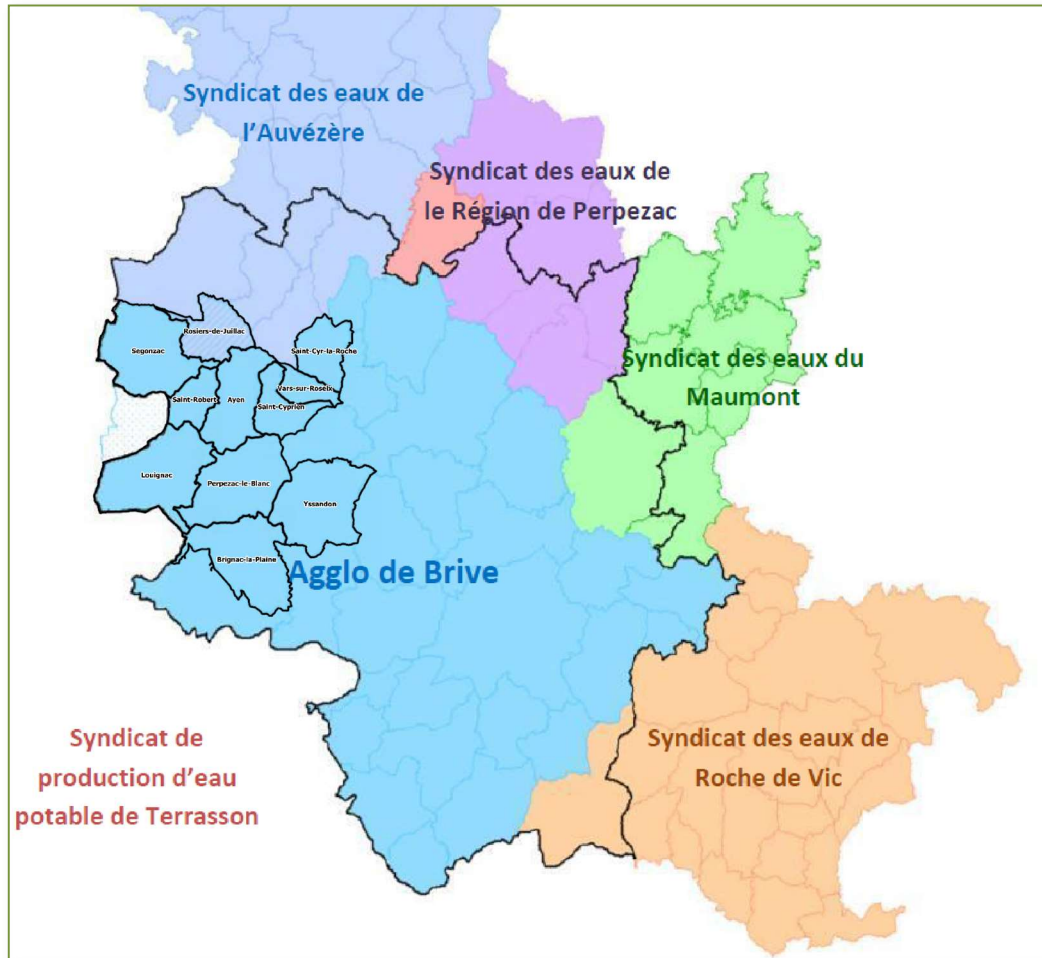 Syndicat des eaux de
l’Auvézère
Syndicat des eaux de
le Région de Perpezac
Rosiers-de-Juillac
Segonzac
Saint-Cyr-la-Roche
Syndicat des eaux du
Maumont
Vars-sur-Roseix
Saint-Robert
Ayen
Saint-Cyprien
Louignac
Perpezac-le-Blanc
Yssandon
Brignac-la-Plaine
Agglo de Brive
Syndicat de
production d’eau
potable de Terrasson
Syndicat des eaux de
Roche de Vic